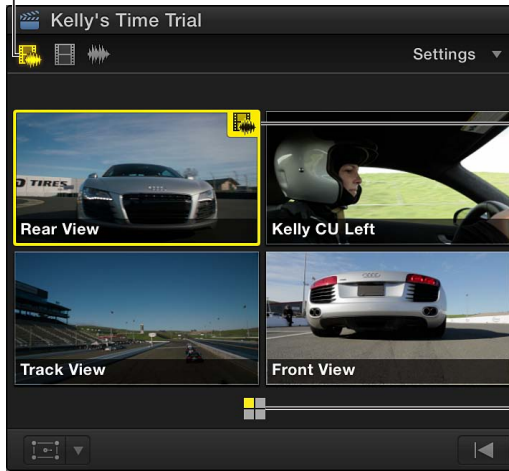 Kelly's Time Trial
Settings
TIRES
Rear View
Kelly CU Left
Track View
Front View